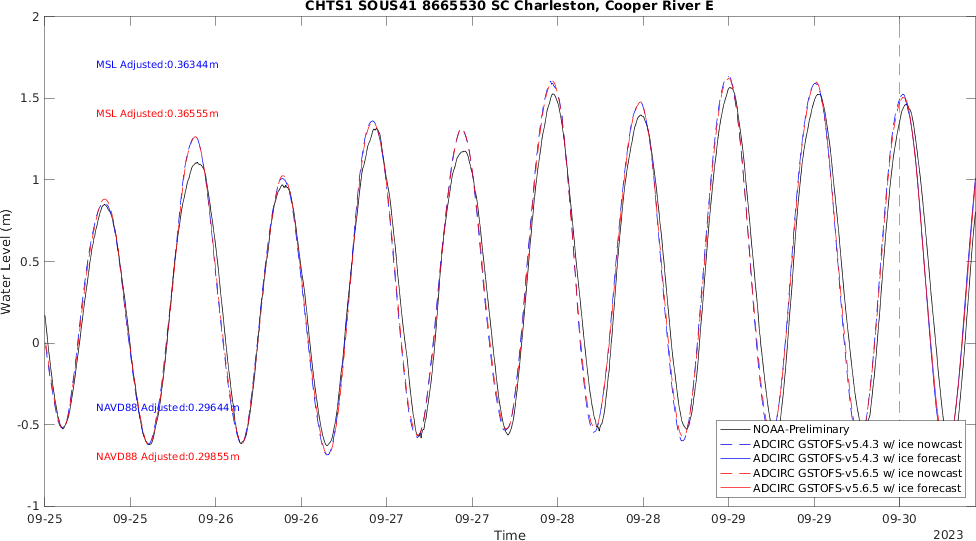 CHTS1 SOUS41 8665530 SC Charleston, Cooper River E
2
1.5
1
0.5
0
-0.5
-1
Water Level (m)
MSL Adjusted:0.36344m
MSL Adjusted:0.36555m
NAVD88 Adjusted:0.29644m
NAVD88 Adjusted:0.29855m
NOAA-Preliminary
ADCIRC GSTOFS-v5.4.3 w/ ice nowcast
ADCIRC GSTOFS-v5.4.3 w/ ice forecast
ADCIRC GSTOFS-v5.6.5 w/ ice nowcast
ADCIRC GSTOFS-v5.6.5 w/ ice forecast
09-25 09-25 09-26 09-26 09-27 09-27 09-28 09-28 09-29 09-29 09-30
Time
2023